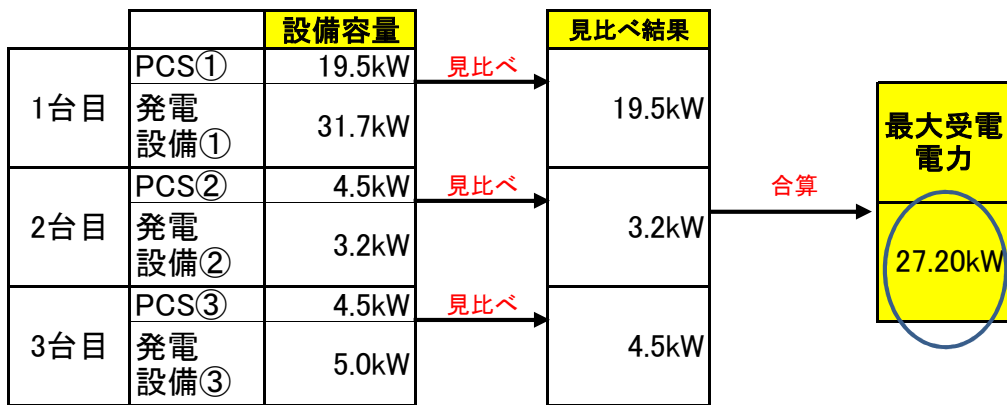 設備容量
見比べ結果
1台目
PCS①
19.5kW
見比べ
発電
設備①
31.7kW
19.5kW
2台目
PCS②
4.5kW
見比べ
発電
設備②
3.2kW
3.2kW
3台目
PCS③
4.5kW
見比べ
発電
設備③
5.0kW
4.5kW
合算
最大受電
電力
27.20kW